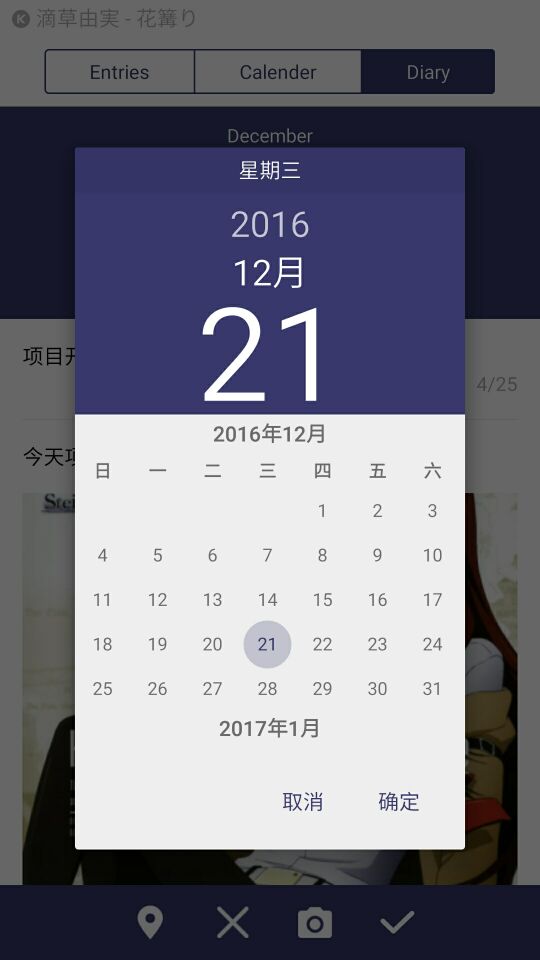 滴草由実 - 花篝り
Entries Calender Diary
December
星期三
2016
12月
21
项目开
4/25
今天项
Stei
2016年12月
日 一 二 三 四 五 六
1 2 3
4 5 6 7 8 9 10
11 12 13 14 15 16 17
18 19 20 21 22 23 24
25 26 27 28 29 30 31
2017年1月
取消 确定